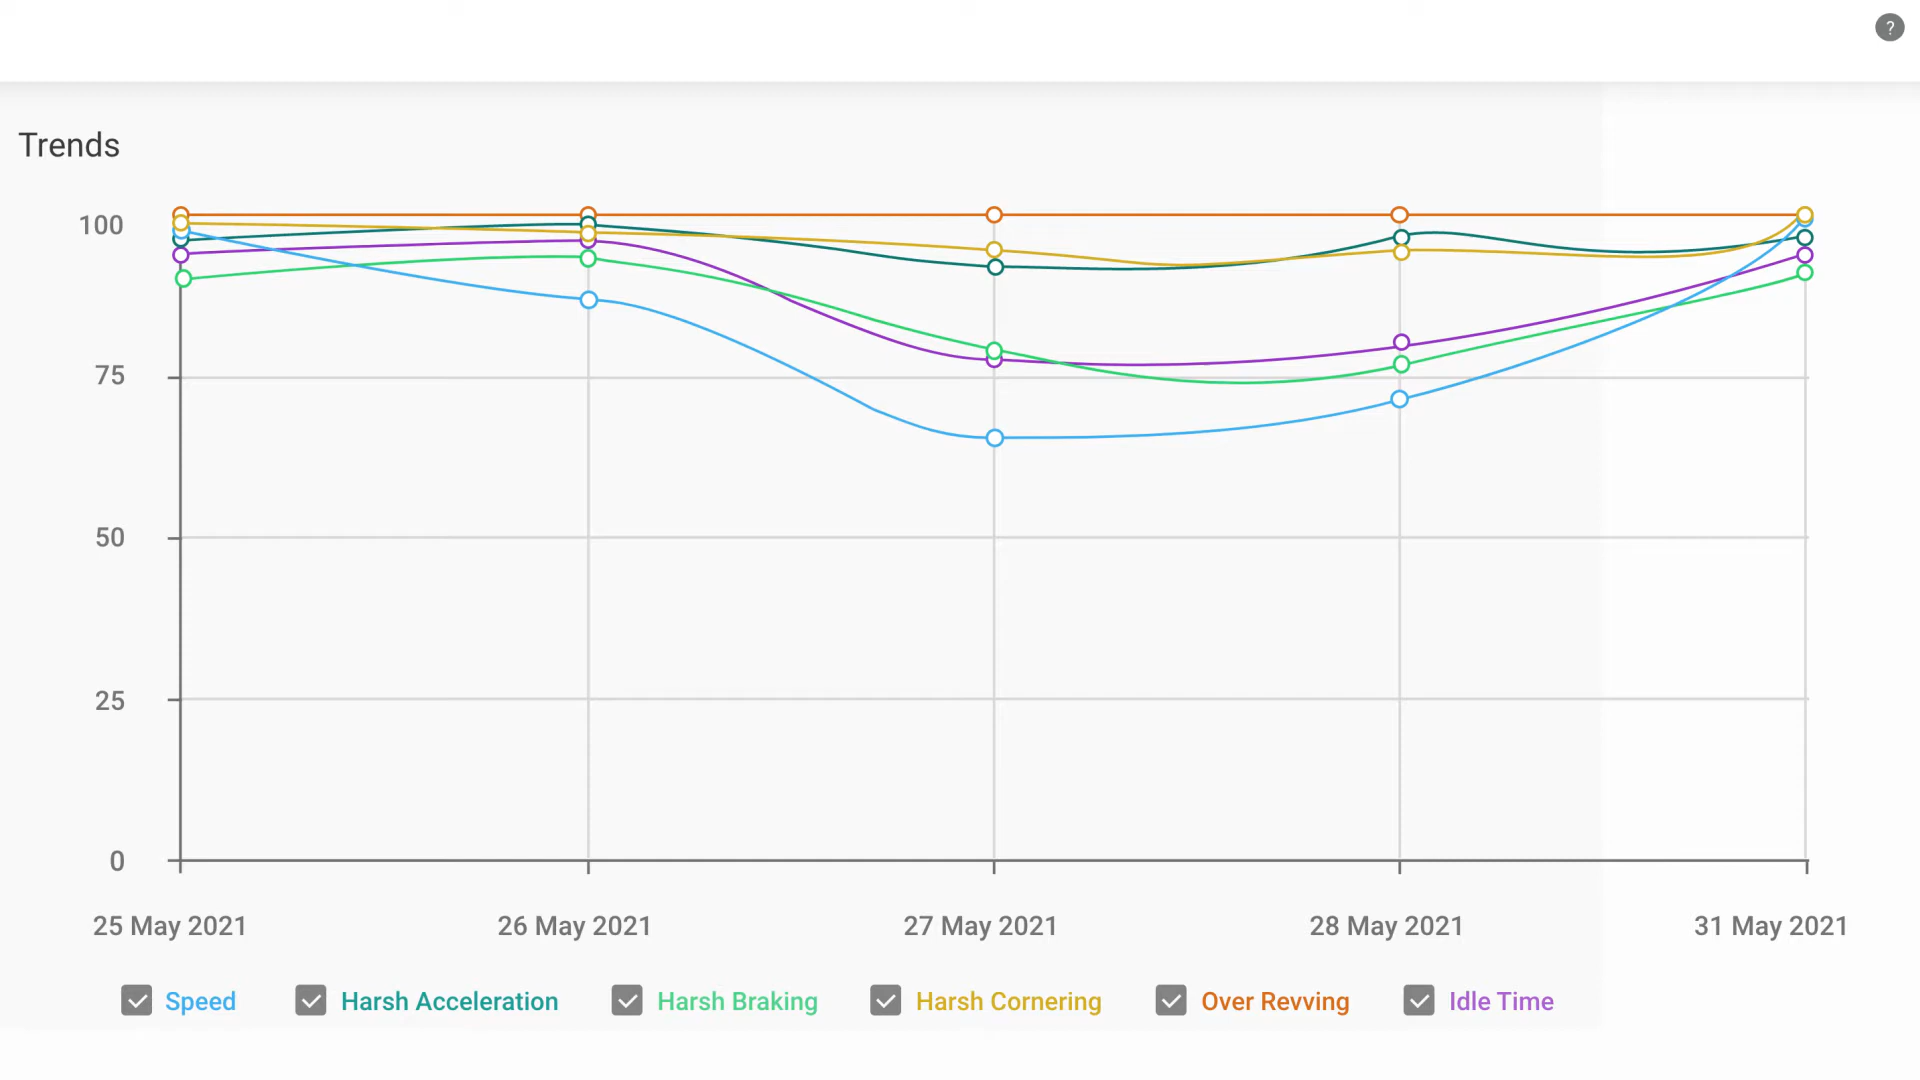 ?
Trends
100
75
50
25
0
25 May 2021 26 May 2021 27 May 2021 28 May 2021 31 May 2021
Speed Harsh Acceleration Harsh Braking Harsh Cornering Over Revving Idle Time